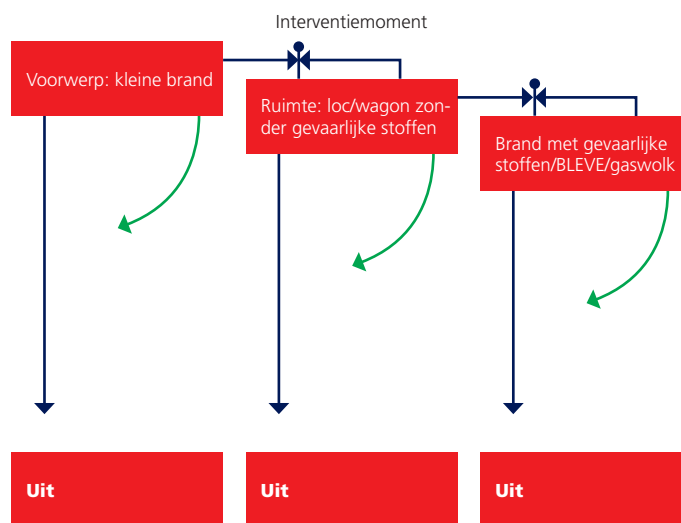 Interventiemoment
Voorwerp: kleine brand
Ruimte: loc/wagon zon-
der gevaarlijke stoffen
Brand met gevaarlijke
stoffen/BLEVE/gaswolk
Uit
Uit
Uit